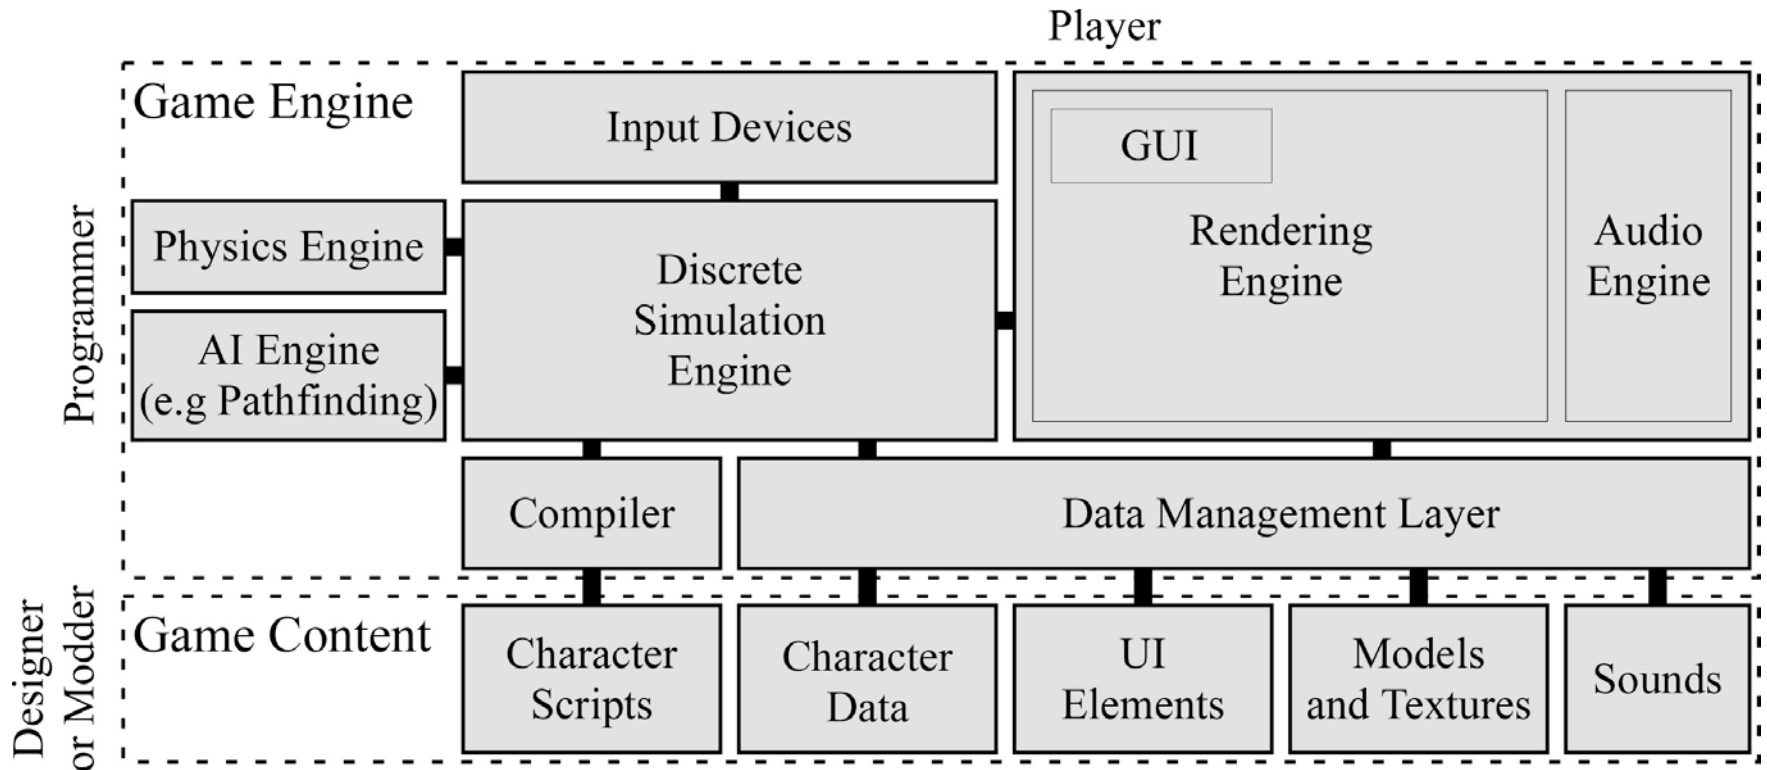 Player
Game Engine
Input Devices
GUI
Rendering
Engine
Audio
Engine
Programmer
Physics Engine
Discrete
Simulation
Engine
AI Engine
(e.g Pathfinding)
Compiler
Data Management Layer
Designer
or Modder
Game Content
Character
Scripts
Character
Data
UI
Elements
Models
and Textures
Sounds